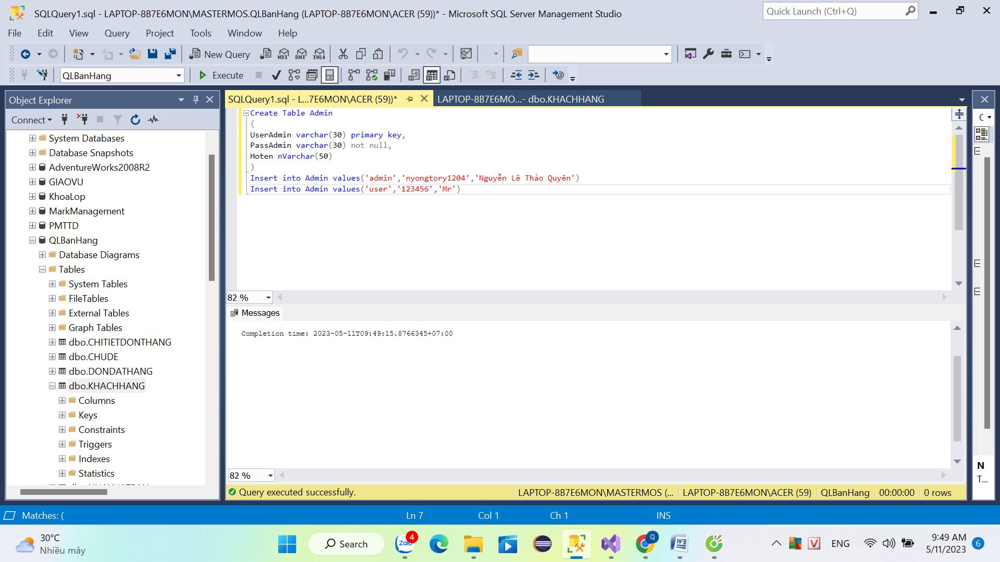 SQLQuery1.sql - LAPTOP-8B7E6MON\MASTERMOS.QLBanHang (LAPTOP-8B7E6MON\ACER (59))* - Microsoft SQL Server Management Studio
Quick Launch (Ctrl+Q)
File Edit View Query Project Tools Window Help
New Query
MDX DMX XMLA
QLBanHang
Execute
Object Explorer
Connect
System Databases
Database Snapshots
AdventureWorks2008R2
GIAOVU
KhoaLop
MarkManagement
PMTTD
QLBanHang
Database Diagrams
Tables
System Tables
FileTables
External Tables
Graph Tables
dbo.CHITIETDONTHANG
dbo.CHUDE
dbo.DONDATHANG
dbo.KHACHHANG
Columns
Keys
Constraints
Triggers
Indexes
Statistics
SQLQuery1.sql - L...7E6MON\ACER (59))*
LAPTOP-8B7E6MO...- dbo.KHACHHANG
Create Table Admin
(
UserAdmin varchar(30) primary key,
PassAdmin varchar(30) not null,
Hoten nVarchar(50)
)
Insert into Admin values('admin','nyongtory1204','Nguyễn Lê Thảo Quyên')
Insert into Admin values('user','123456','Mr')
82 %
Messages
Completion time: 2023-05-11T09:49:15.8766345+07:00
82 %
Query executed successfully.
LAPTOP-8B7E6MON\MASTERMOS (...
LAPTOP-8B7E6MON\ACER (59)
QLBanHang
00:00:00
0 rows
N
T...
Matches: (
Ln 7
Col 1
Ch 1
INS
30°C
Nhiều mây
Search
Zalo
4
Q
ENG
9:49 AM
5/11/2023
6